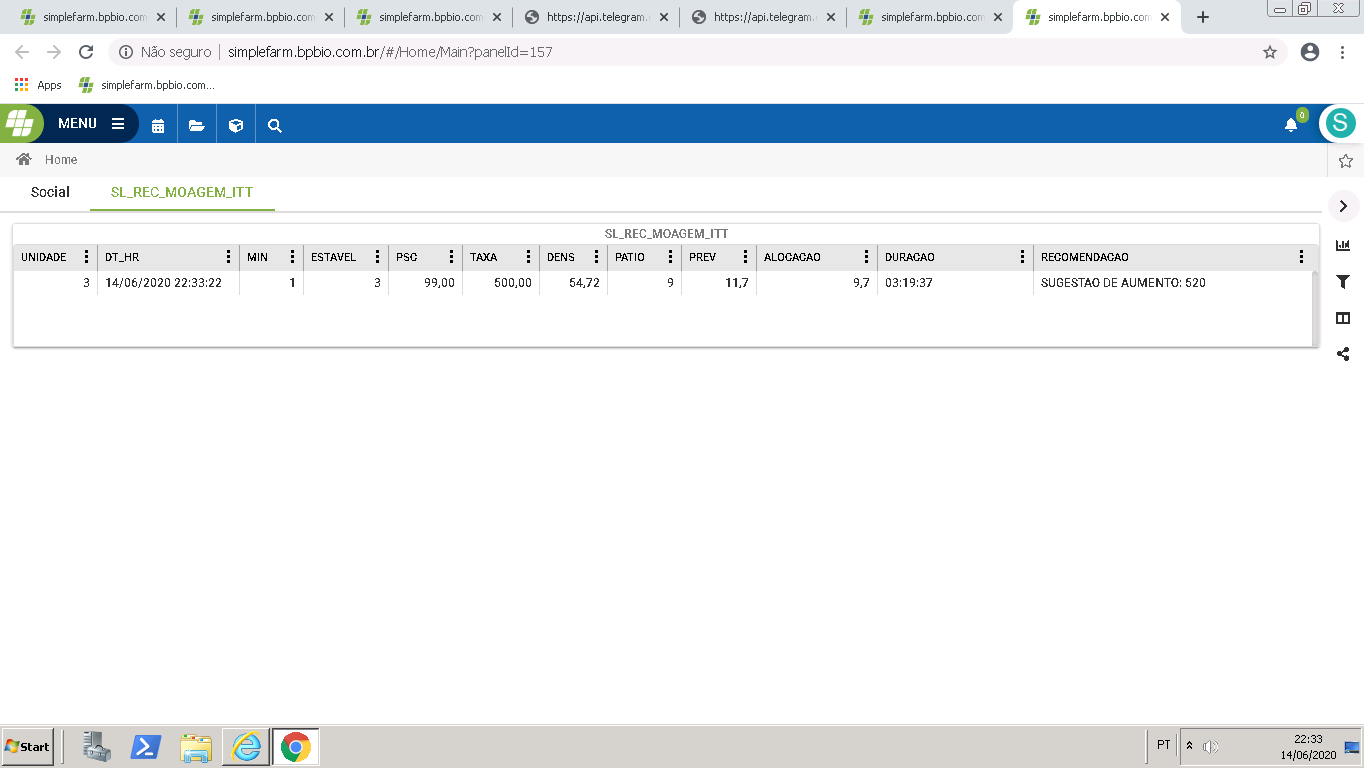 simplefarm.bpbio.com simplefarm.bpbio.com simplefarm.bpbio.com https://api.telegram. https://api.telegram. simplefarm.bpbio.com simplefarm.bpbio.com
Não seguro simplefarm.bpbio.com.br/#/Home/Main?panelId=157
Apps simplefarm.bpbio.com...
MENU 0 S
Home
Social SL_REC_MOAGEM_ITT
SL_REC_MOAGEM_ITT
UNIDADE DT_HR MIN ESTAVEL PSC TAXA DENS PATIO PREV ALOCACAO DURACAO RECOMENDACAO
3 14/06/2020 22:33:22 1 3 99,00 500,00 54,72 9 11,7 9,7 03:19:37 SUGESTAO DE AUMENTO: 520
Start PT 22:33
14/06/2020